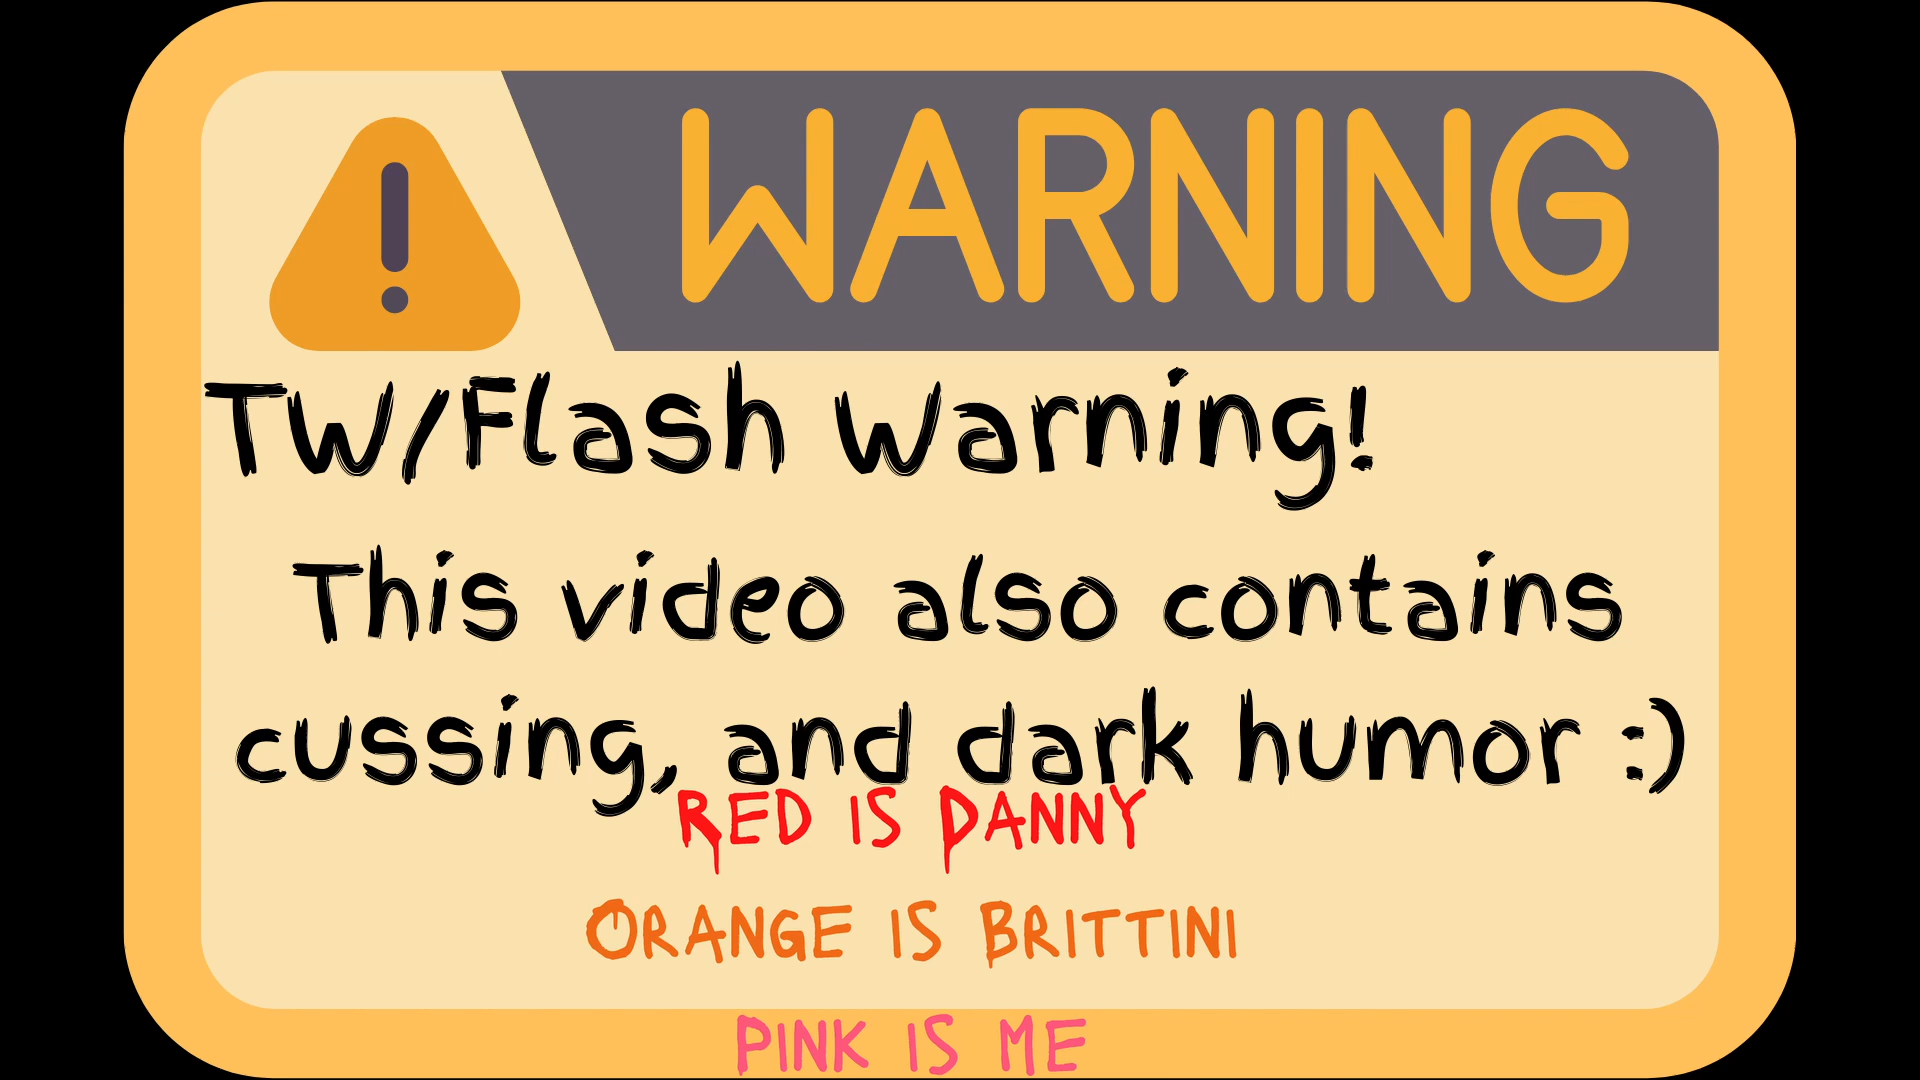 WARNING
TW/Flash Warning!
This video also contains
cussing, and dark humor :)
RED IS DANNY
ORANGE IS BRITTINI
PINK IS ME